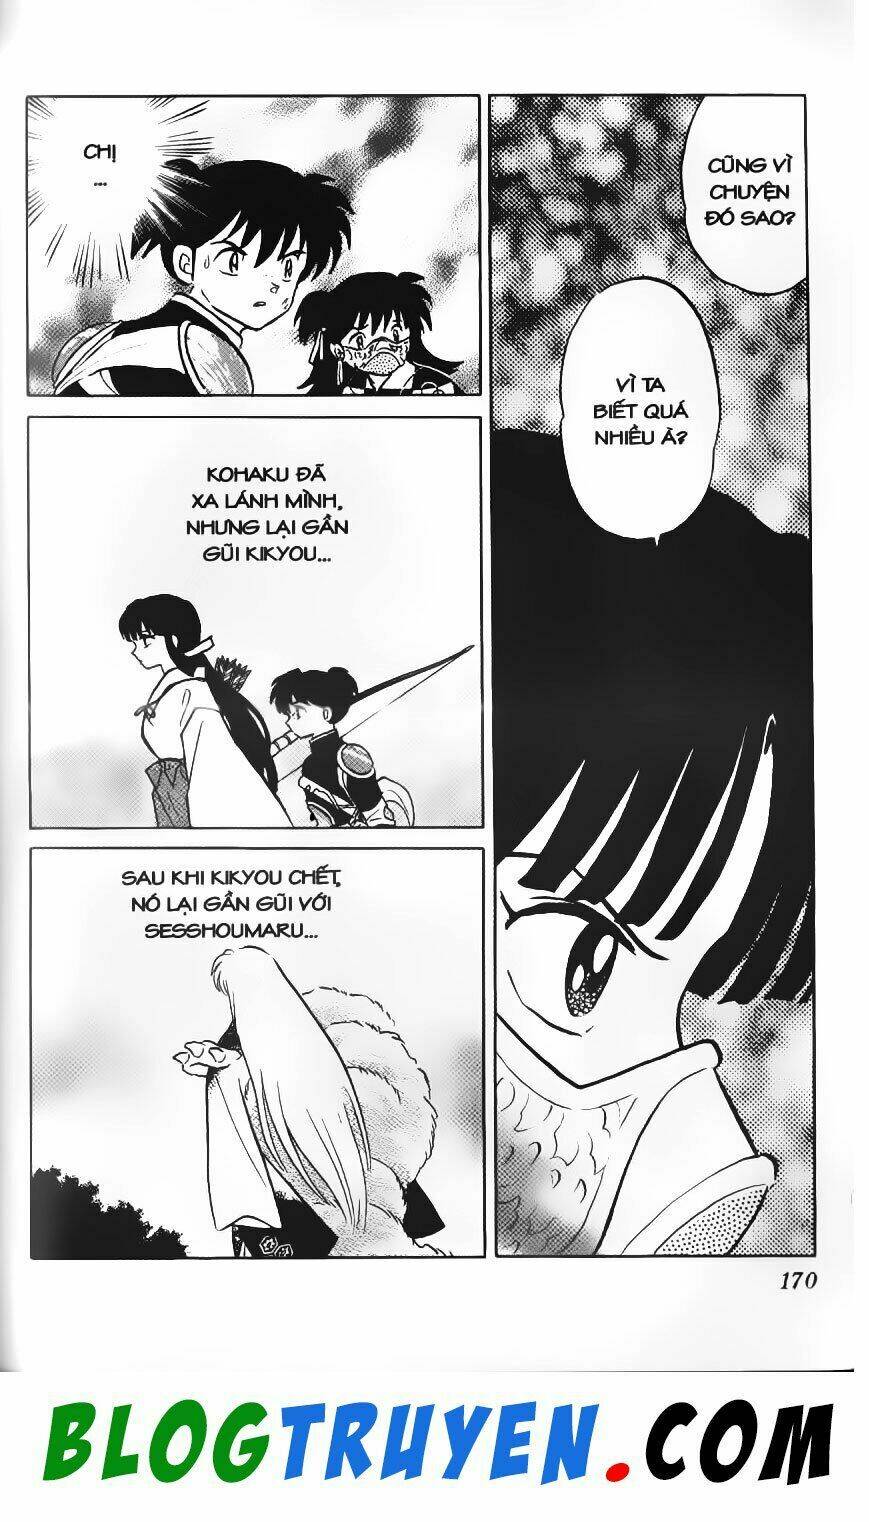 CŨNG VÌ
CHUYỆN
ĐÓ SAO?
VÌ TA
BIẾT QUÁ
NHIỀU À?
CHỊ
...
KOHAKU ĐÃ
XA LÁNH MÌNH,
NHƯNG LẠI GẦN
GŨI KIKYOU...
SAU KHI KIKYOU CHẾT,
NÓ LẠI GẦN GŨI VỚI
SESSHOUMARU...
170
BLOGTRUYEN.COM